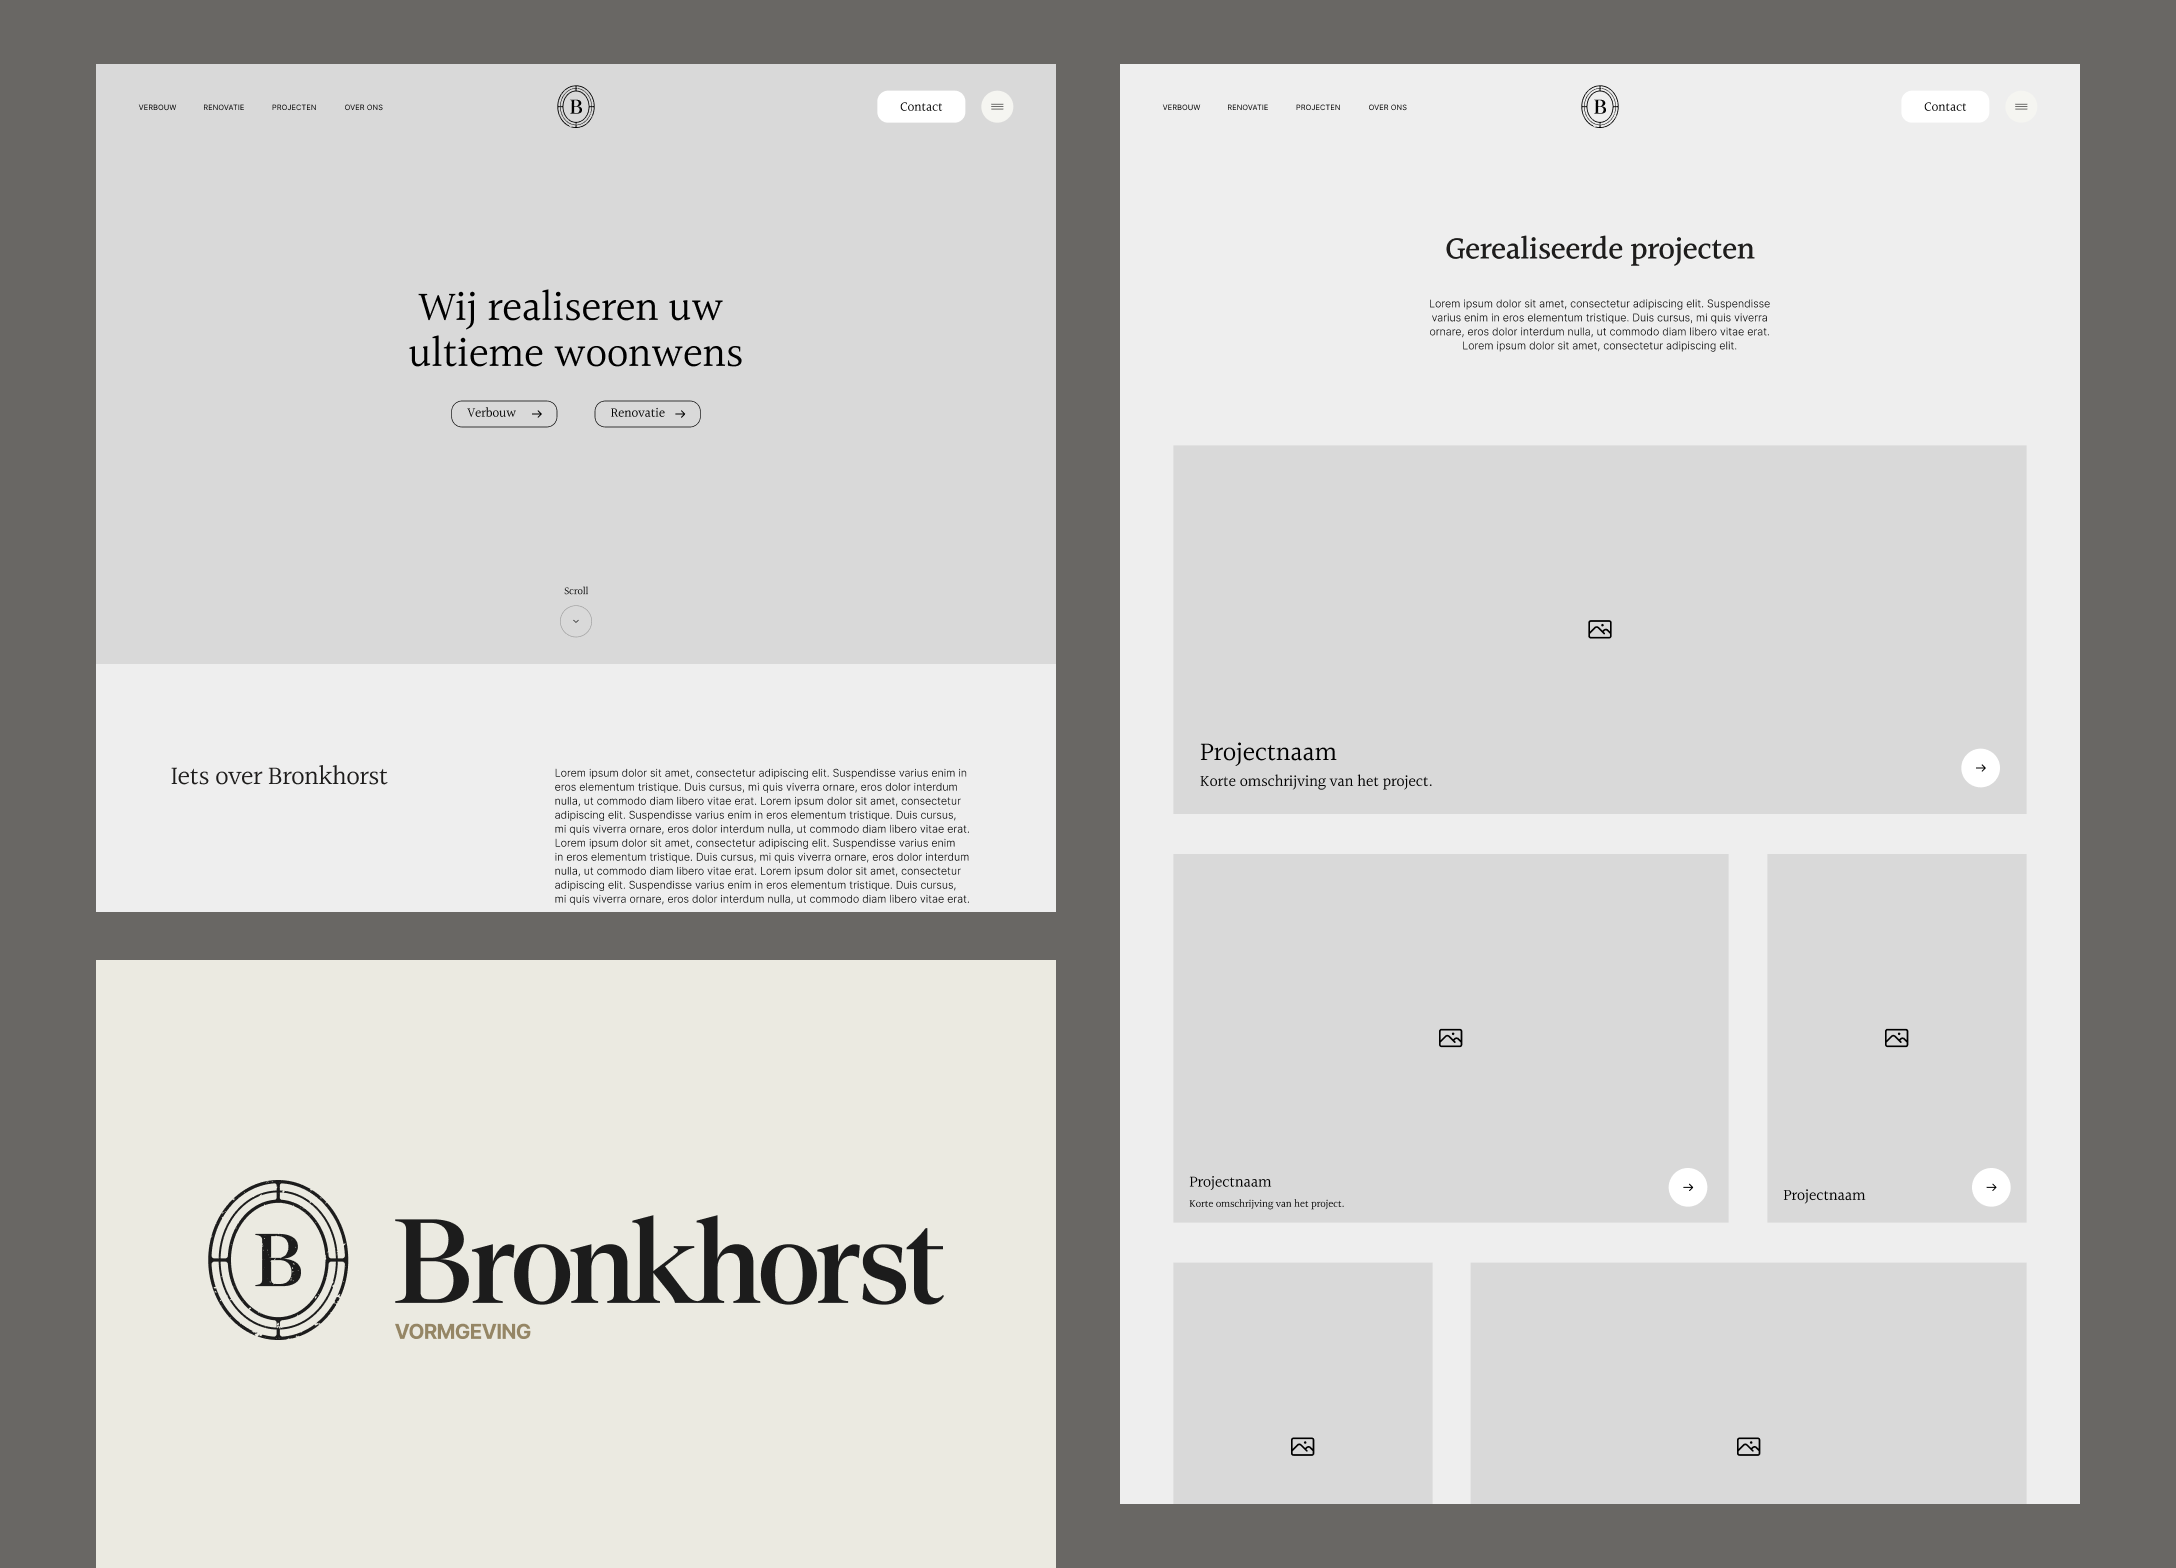 VERBOUW RENOVATIE PROJECTEN OVER ONS
B
Contact
Wij realiseren uw
ultieme woonwens
Verbouw
Renovatie
Scroll
Iets over Bronkhorst
Lorem ipsum dolor sit amet, consectetur adipiscing elit. Suspendisse varius enim in
eros elementum tristique. Duis cursus, mi quis viverra ornare, eros dolor interdum
nulla, ut commodo diam libero vitae erat. Lorem ipsum dolor sit amet, consectetur
adipiscing elit. Suspendisse varius enim in eros elementum tristique. Duis cursus,
mi quis viverra ornare, eros dolor interdum nulla, ut commodo diam libero vitae erat.
Lorem ipsum dolor sit amet, consectetur adipiscing elit. Suspendisse varius enim
in eros elementum tristique. Duis cursus, mi quis viverra ornare, eros dolor interdum
nulla, ut commodo diam libero vitae erat. Lorem ipsum dolor sit amet, consectetur
adipiscing elit. Suspendisse varius enim in eros elementum tristique. Duis cursus,
mi quis viverra ornare, eros dolor interdum nulla, ut commodo diam libero vitae erat.
B
Bronkhorst
VORMGEVING
VERBOUW RENOVATIE PROJECTEN OVER ONS
B
Contact
Gerealiseerde projecten
Lorem ipsum dolor sit amet, consectetur adipiscing elit. Suspendisse
varius enim in eros elementum tristique. Duis cursus, mi quis viverra
ornare, eros dolor interdum nulla, ut commodo diam libero vitae erat.
Lorem ipsum dolor sit amet, consectetur adipiscing elit.
Projectnaam
Korte omschrijving van het project.
Projectnaam
Korte omschrijving van het project.
Projectnaam